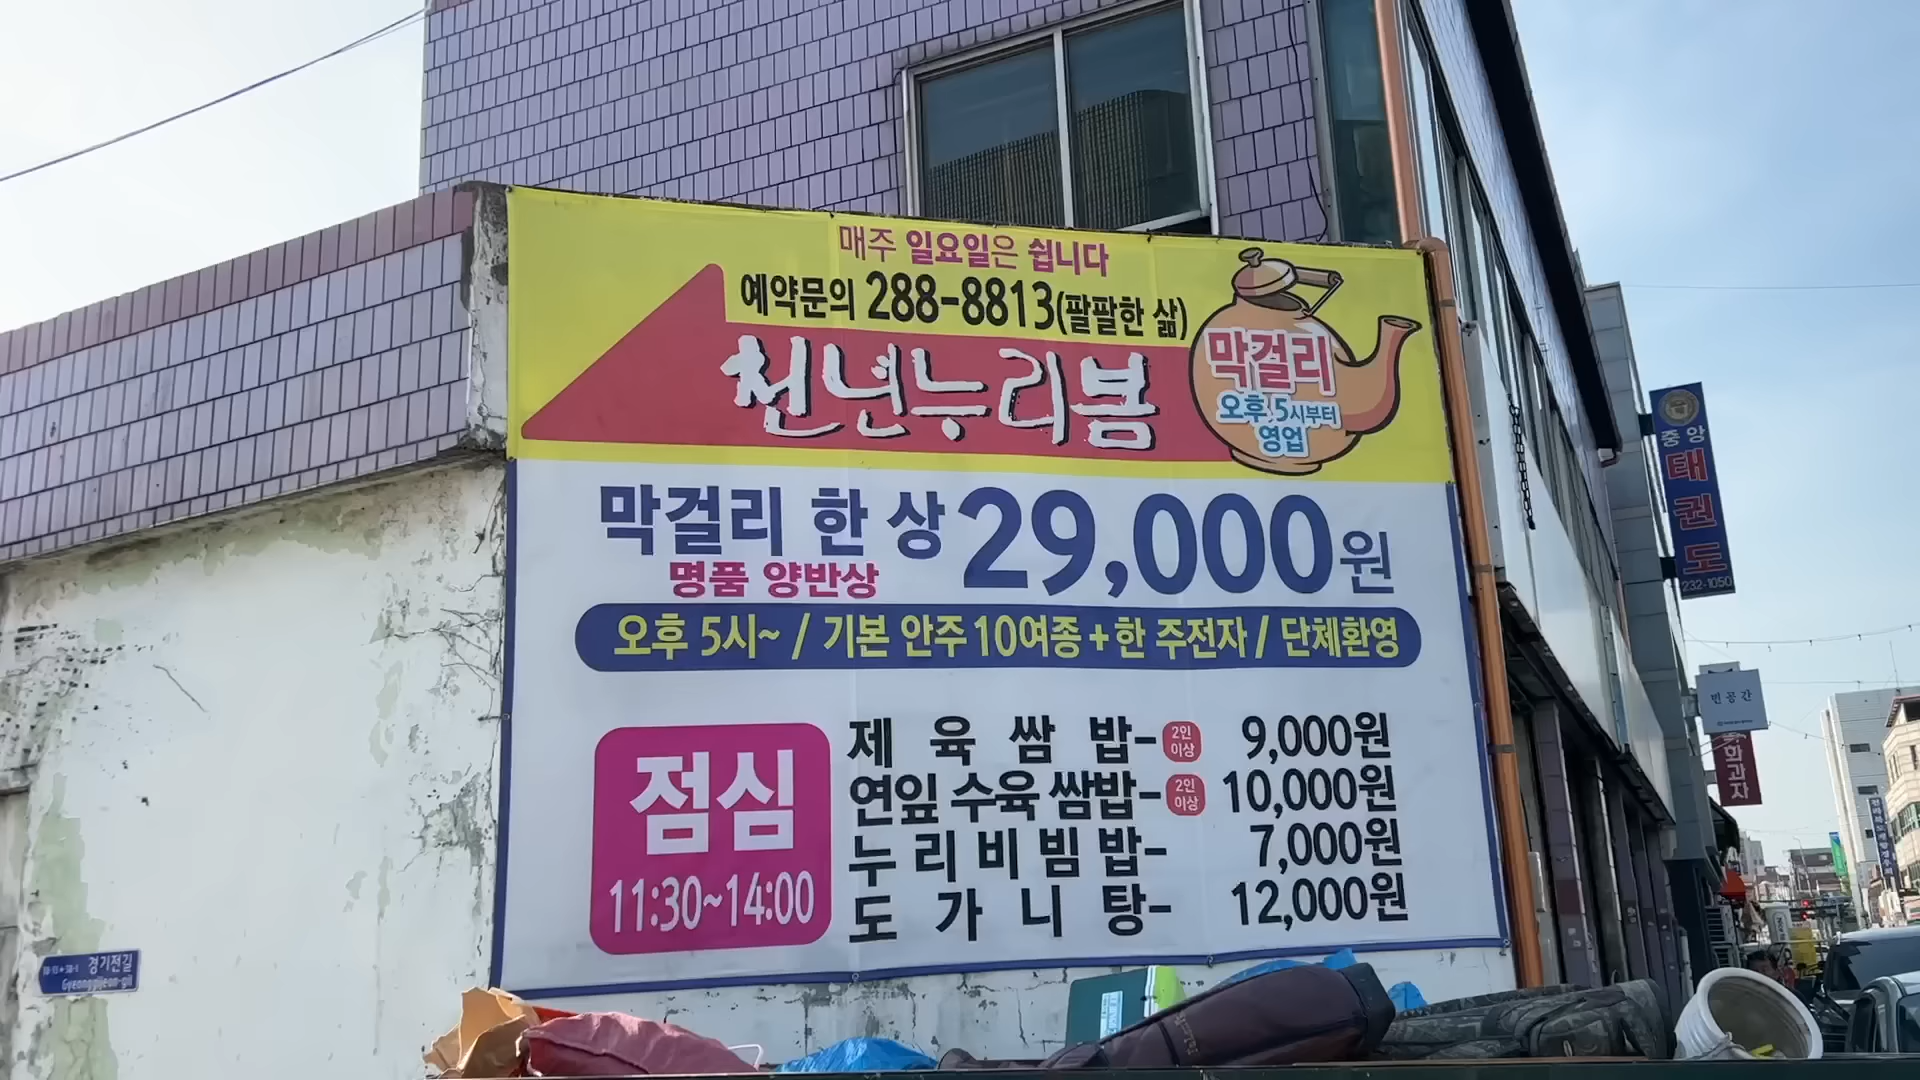 매주 일요일은 쉽니다
예약문의 288-8813(팔팔한 삶)
천년누리봄
막걸리
오후 5시부터
영업
막걸리 한 상 29,000원
명품 양반상
오후 5시~ / 기본 안주 10여종 + 한 주전자 / 단체환영
점심
11:30~14:00
제육쌈밥- 2인 이상 9,000원
연잎 수육 쌈밥- 2인 이상 10,000원
누리비빔밥- 7,000원
도가니탕- 12,000원
중앙
태권도
232-1050
빈공간
화과자
경기전길
Gyeonggijeon-gil